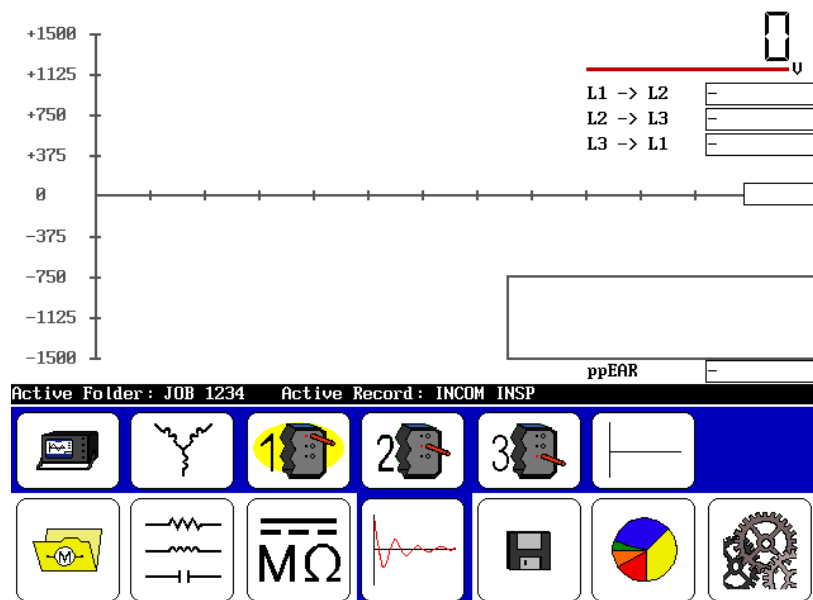 +1500
0
V
+1125
L1 -> L2 -
+750
L2 -> L3 -
+375
L3 -> L1 -
0
-375
-750
-1125
-1500
ppEAR -
Active Folder: JOB 1234 Active Record: INCOM INSP
1 2 3
M MΩ